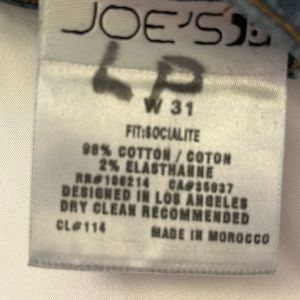 JOE'S
LP
W 31
FIT:SOCIALITE
98% COTTON / COTON
2% ELASTHANNE
RN#106214 CA#35937
DESIGNED IN LOS ANGELES
DRY CLEAN RECOMMENDED
CL#114 MADE IN MOROCCO